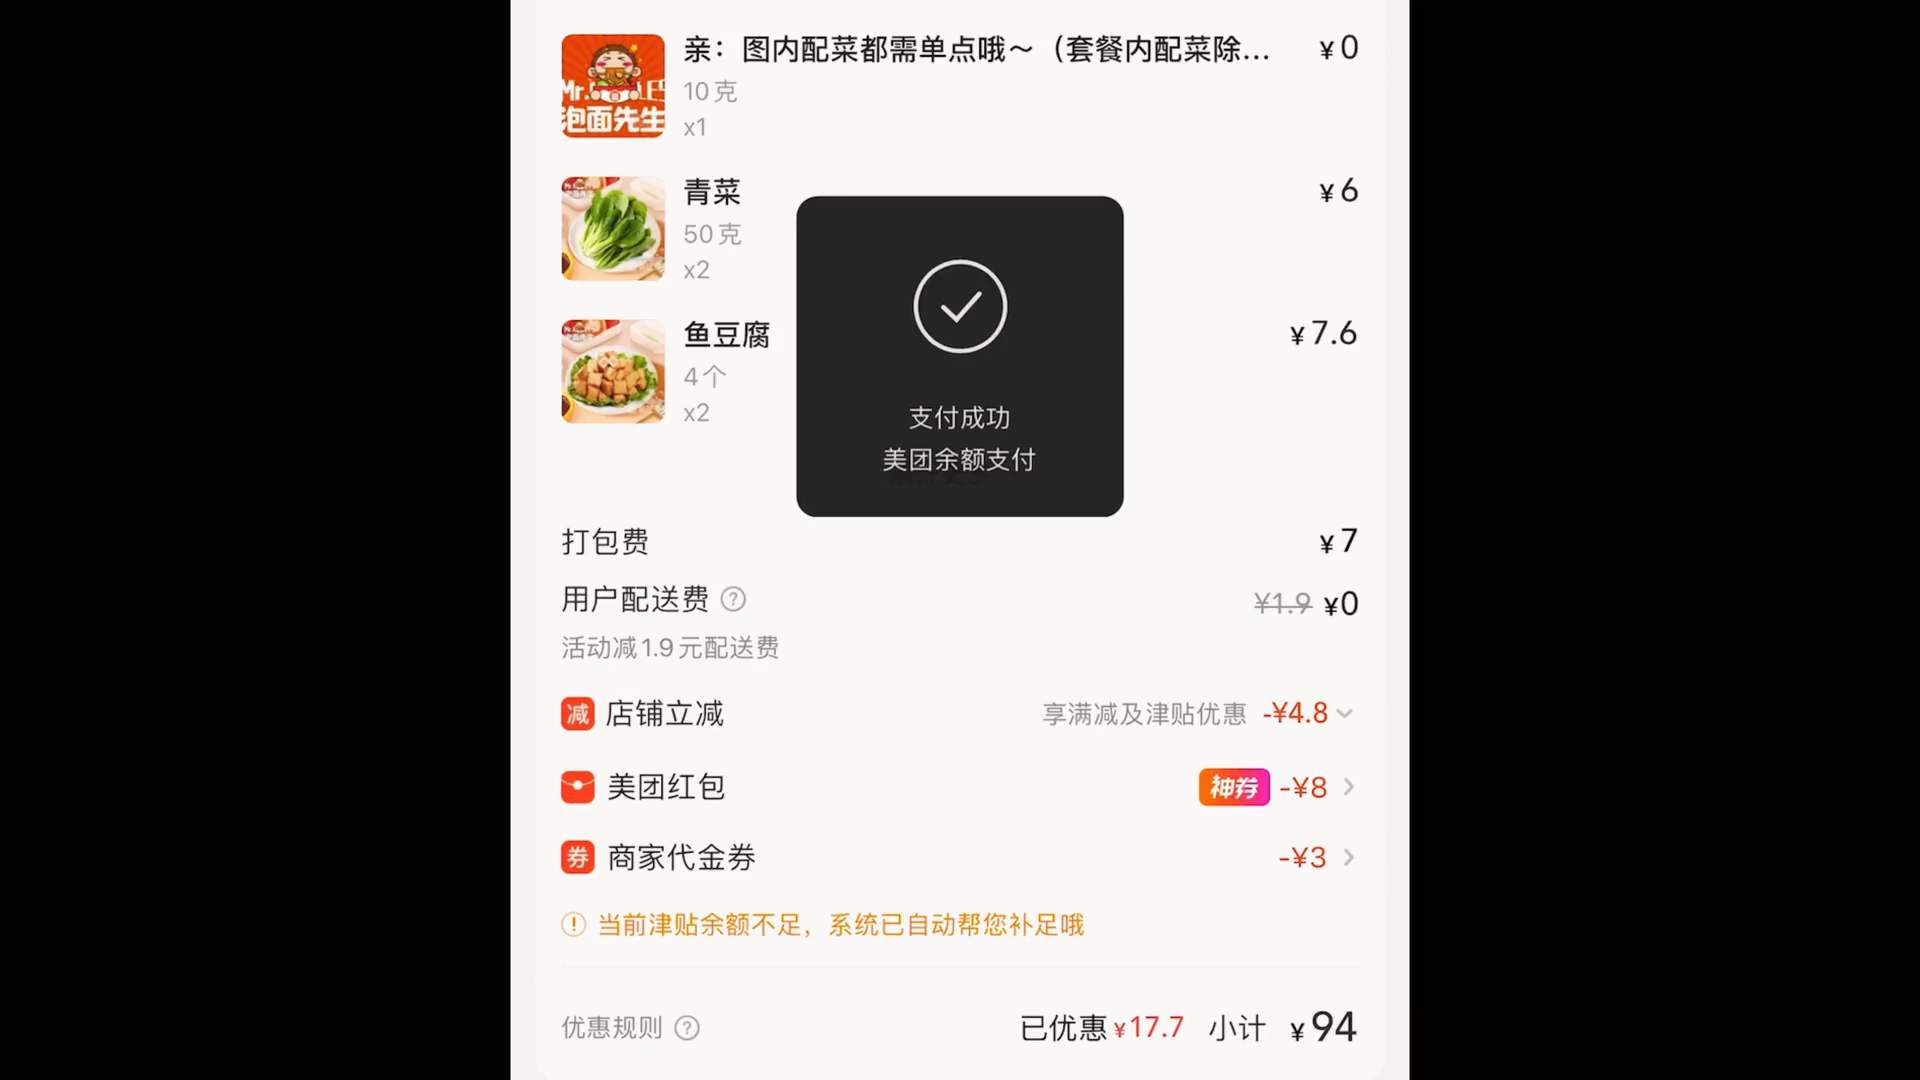 亲：图内配菜都需单点哦～（套餐内配菜除...
¥0
10克
x1
泡面先生
青菜
¥6
50克
x2
鱼豆腐
¥7.6
4个
x2
支付成功
美团余额支付
打包费
¥7
用户配送费 ?
¥1.9 ¥0
活动减1.9元配送费
减 店铺立减
享满减及津贴优惠 -¥4.8
美团红包
神券 -¥8
券 商家代金券
-¥3
! 当前津贴余额不足，系统已自动帮您补足哦
优惠规则 ?
已优惠¥17.7 小计 ¥94